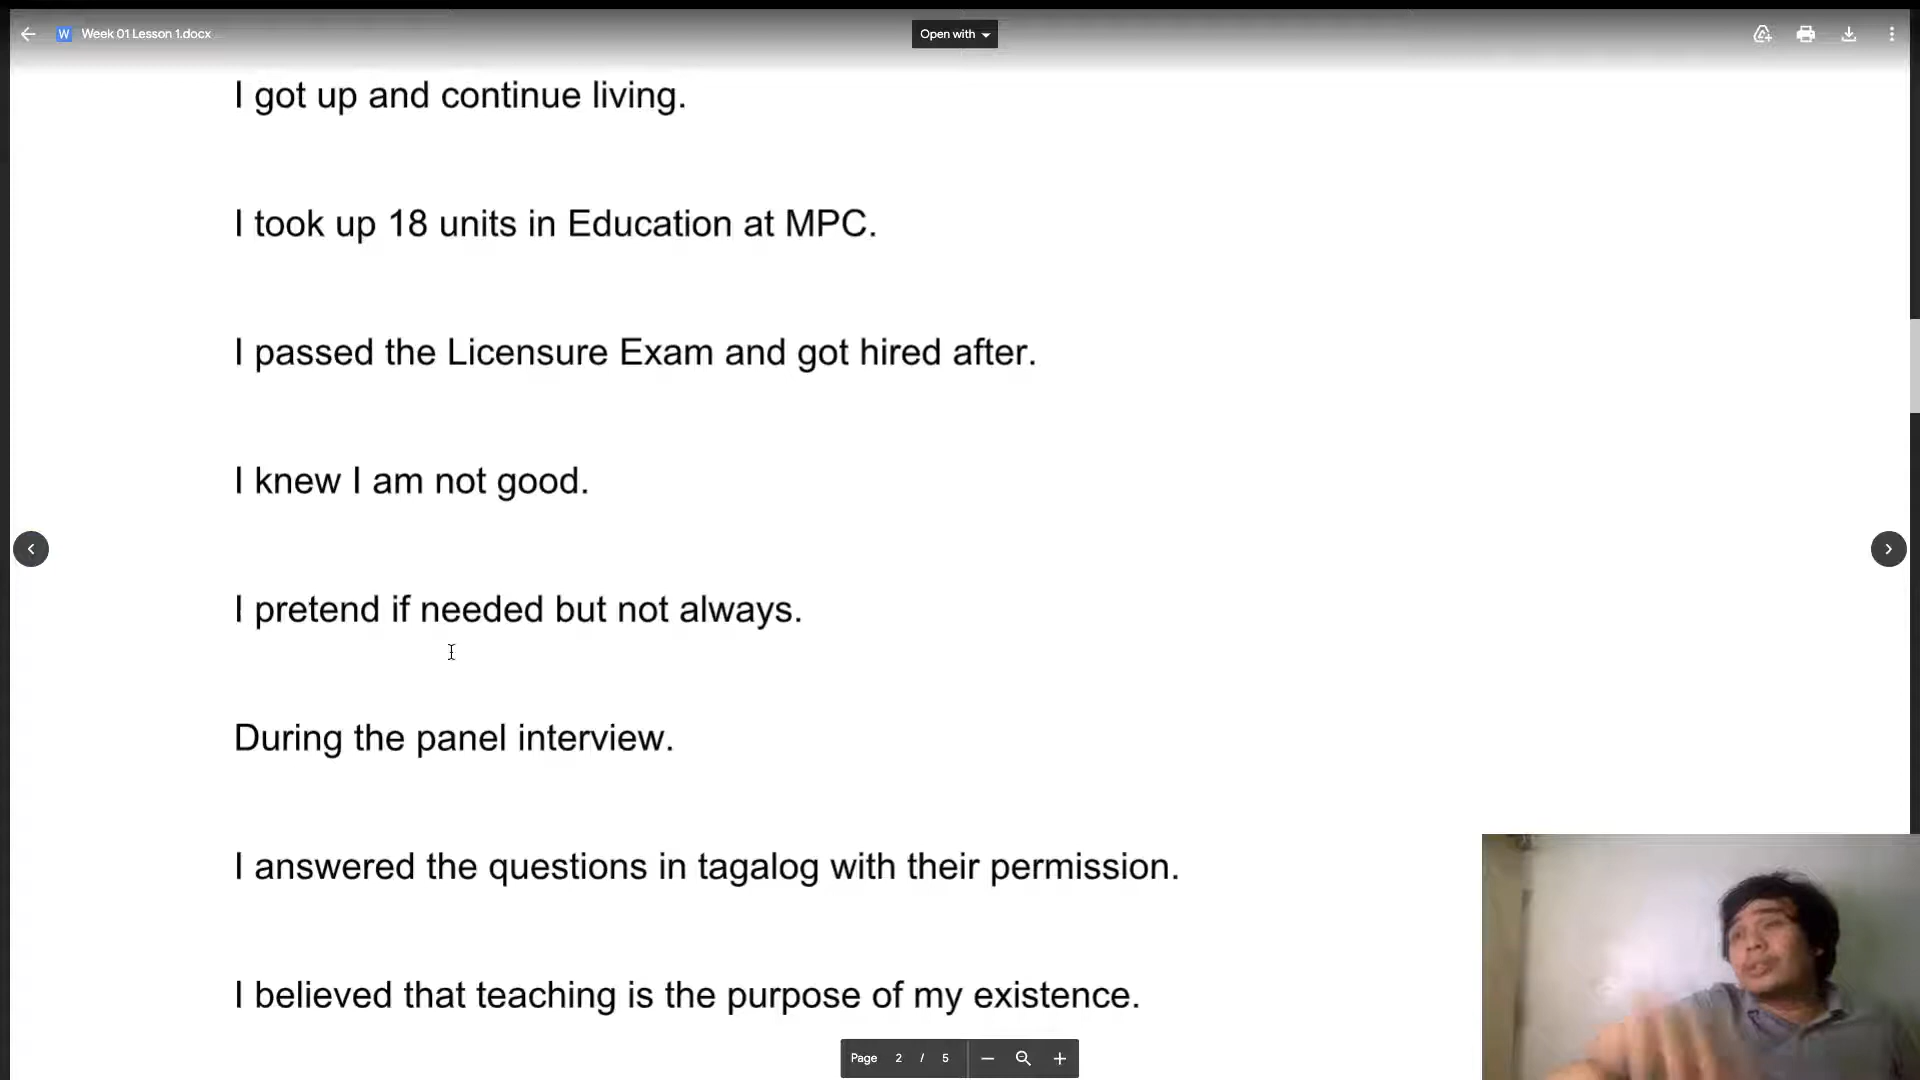 Week 01 Lesson 1.docx
Open with
I got up and continue living.
I took up 18 units in Education at MPC.
I passed the Licensure Exam and got hired after.
I knew I am not good.
I pretend if needed but not always.
During the panel interview.
I answered the questions in tagalog with their permission.
I believed that teaching is the purpose of my existence.
Page 2 / 5